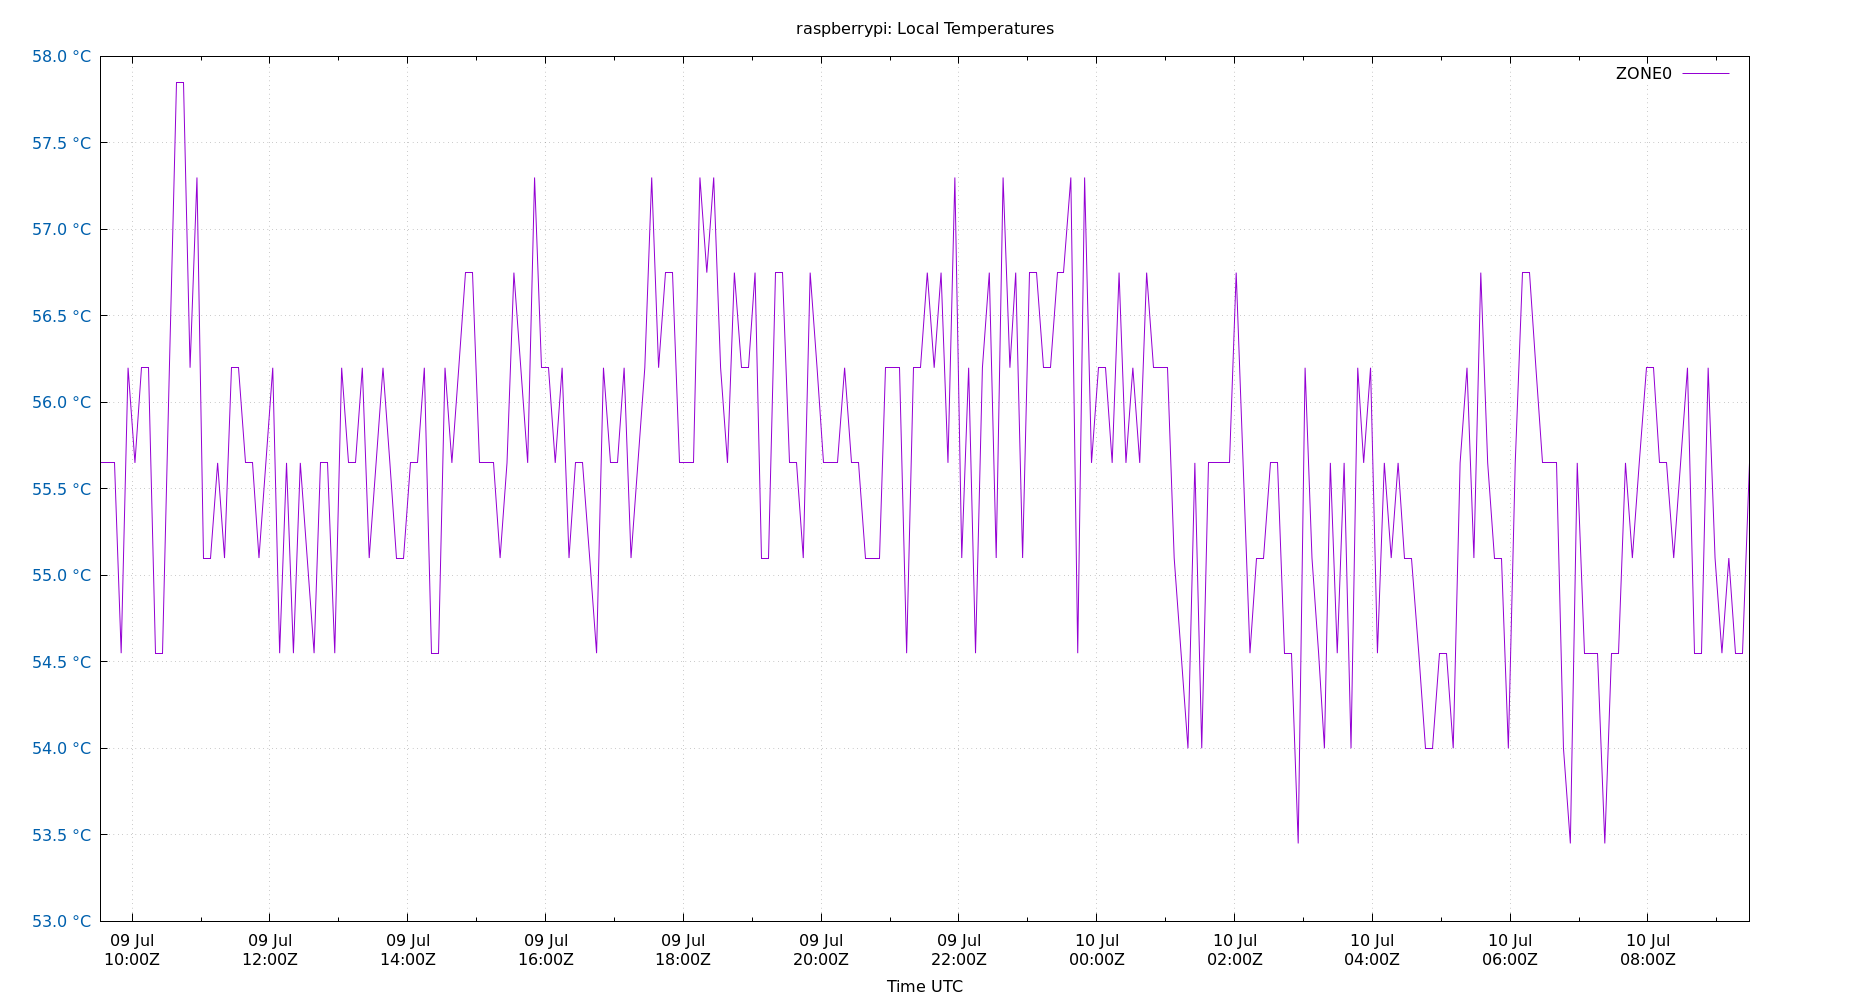 raspberrypi: Local Temperatures
58.0 °C
57.5 °C
57.0 °C
56.5 °C
56.0 °C
55.5 °C
55.0 °C
54.5 °C
54.0 °C
53.5 °C
53.0 °C
ZONE0
09 Jul 09 Jul 09 Jul 09 Jul 09 Jul 09 Jul 09 Jul 10 Jul 10 Jul 10 Jul 10 Jul 10 Jul
10:00Z 12:00Z 14:00Z 16:00Z 18:00Z 20:00Z 22:00Z 00:00Z 02:00Z 04:00Z 06:00Z 08:00Z
Time UTC